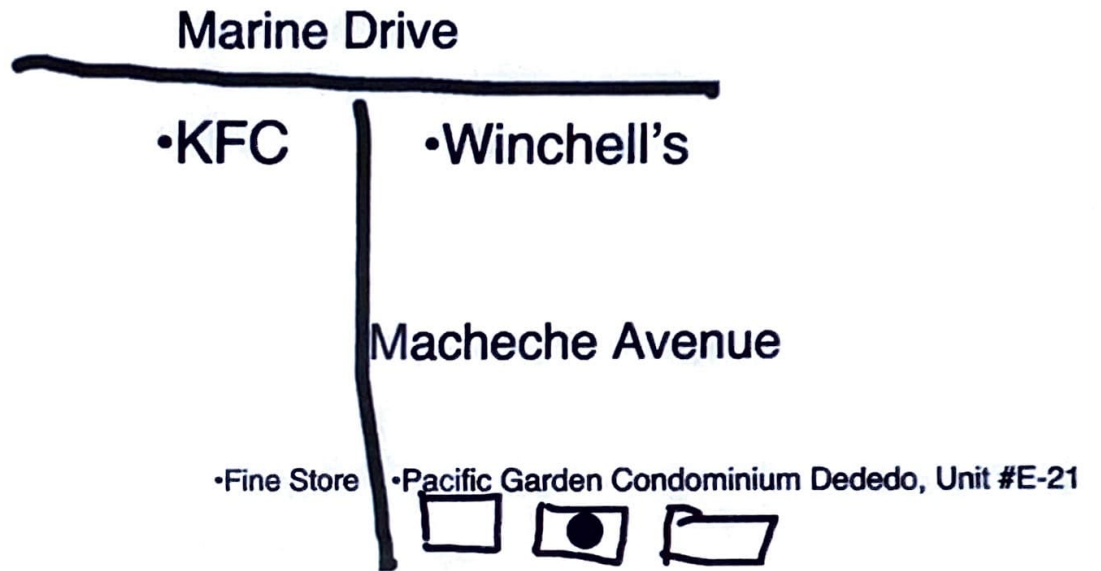 Marine Drive
•KFC
•Winchell's
Macheche Avenue
•Fine Store
•Pacific Garden Condominium Dededo, Unit #E-21